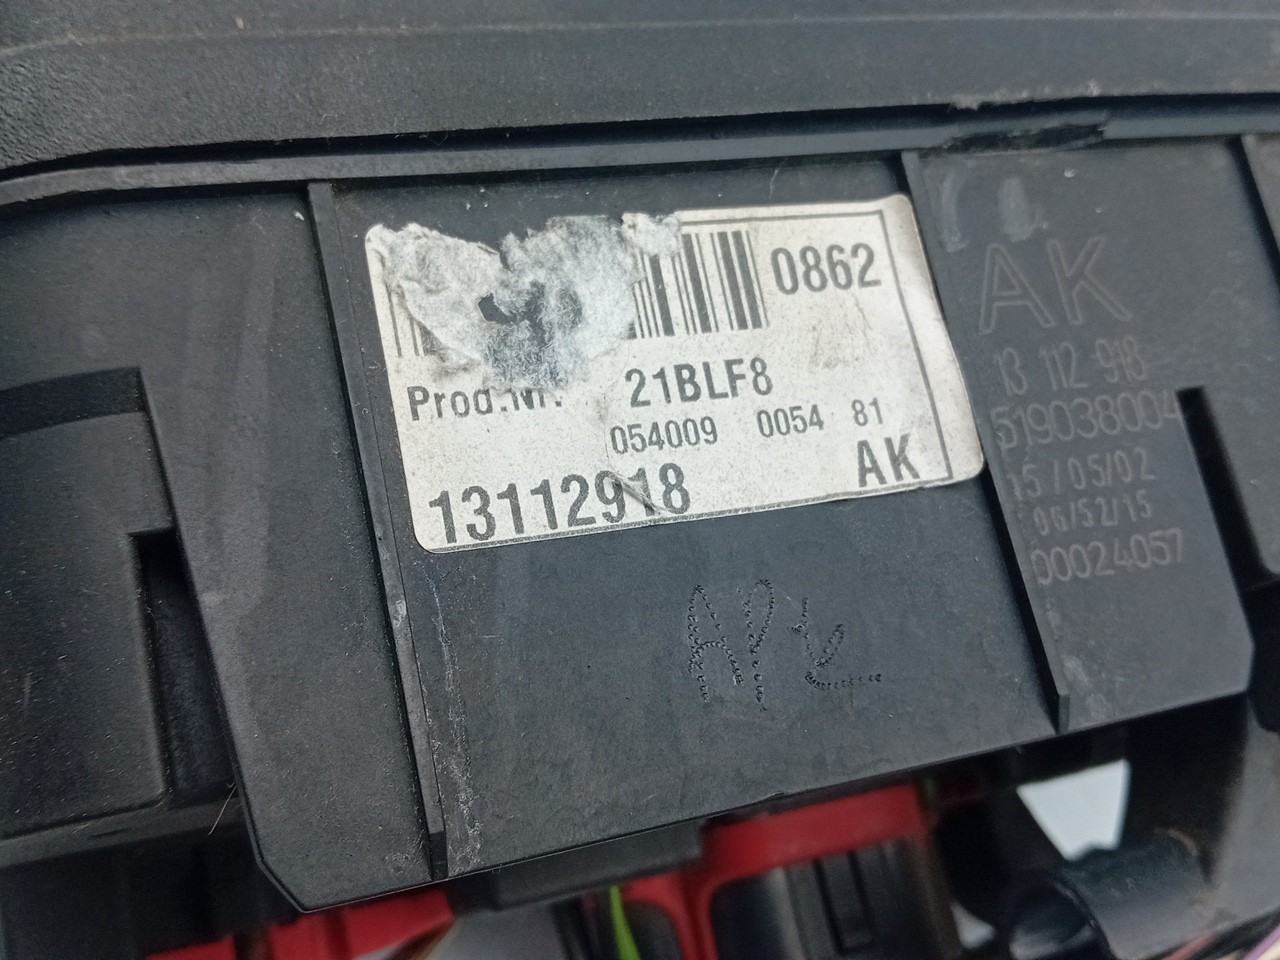 0862
Prod.Nr. 21BLF8
054009 0054 81
13112918 AK
AK
13 112 918
519038004
15/05/02
06/52/15
00024057